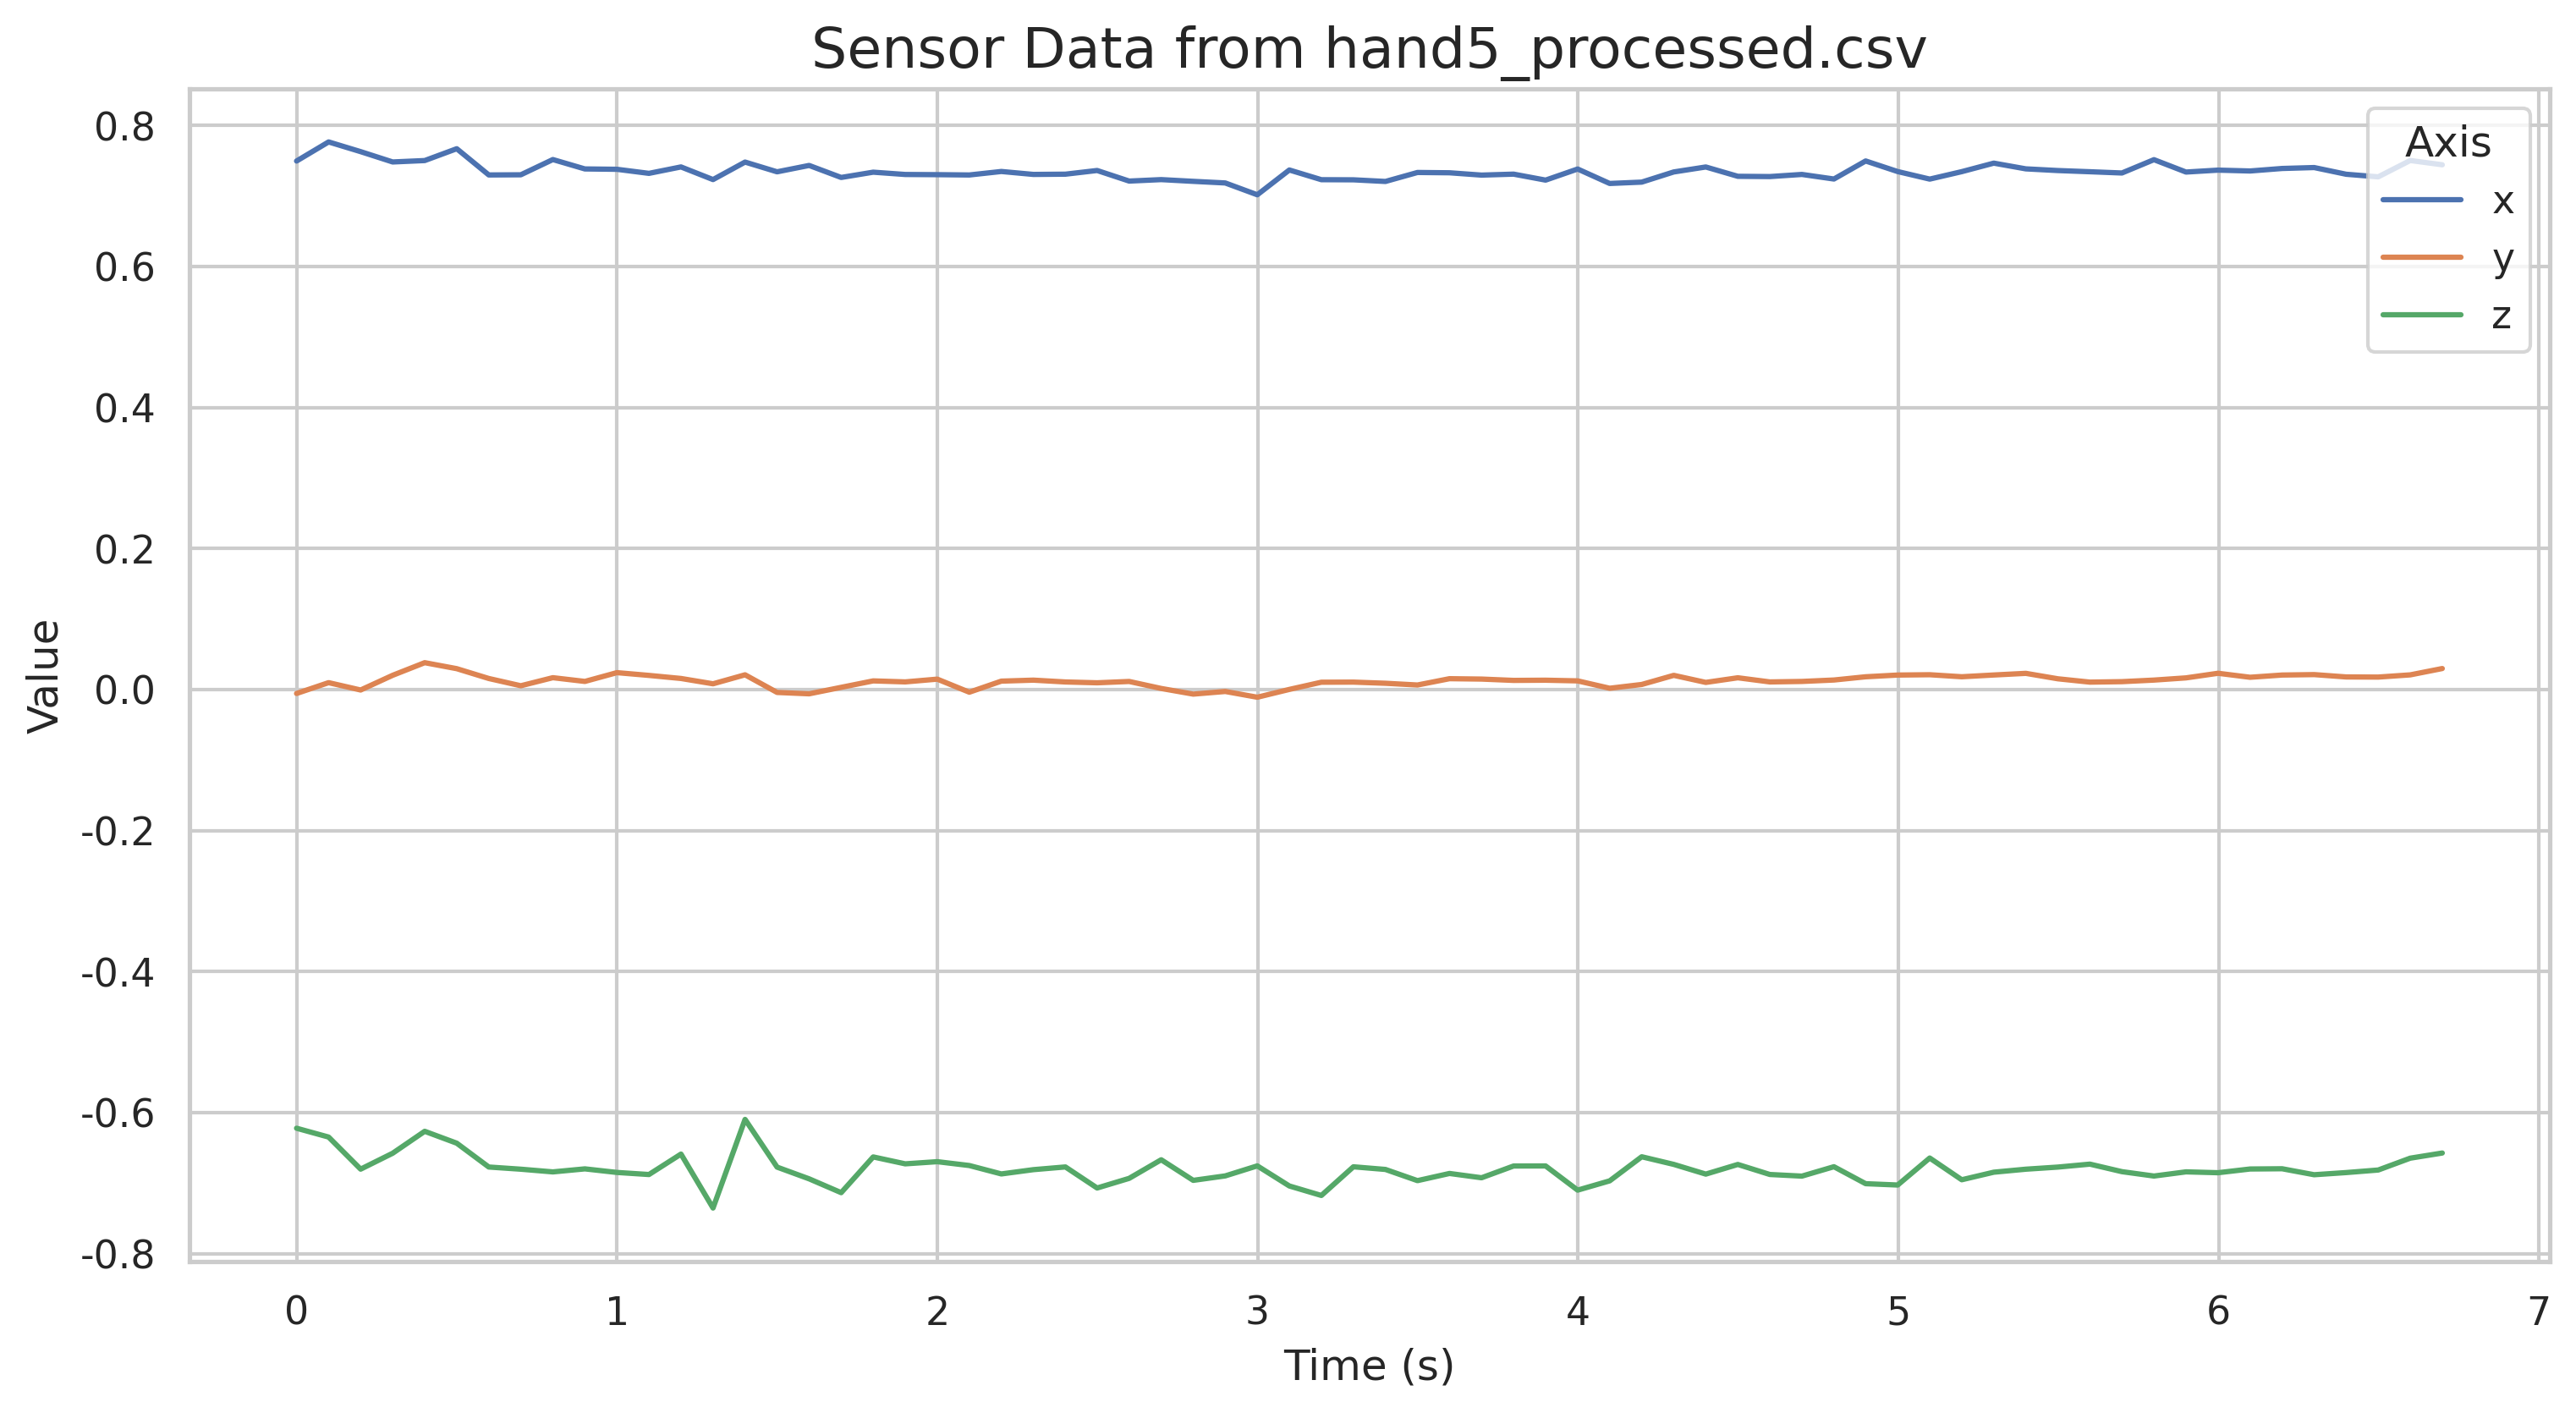 Sensor Data from hand5_processed.csv
Axis
x
y
z
Value
0.8
0.6
0.4
0.2
0.0
-0.2
-0.4
-0.6
-0.8
0 1 2 3 4 5 6 7
Time (s)